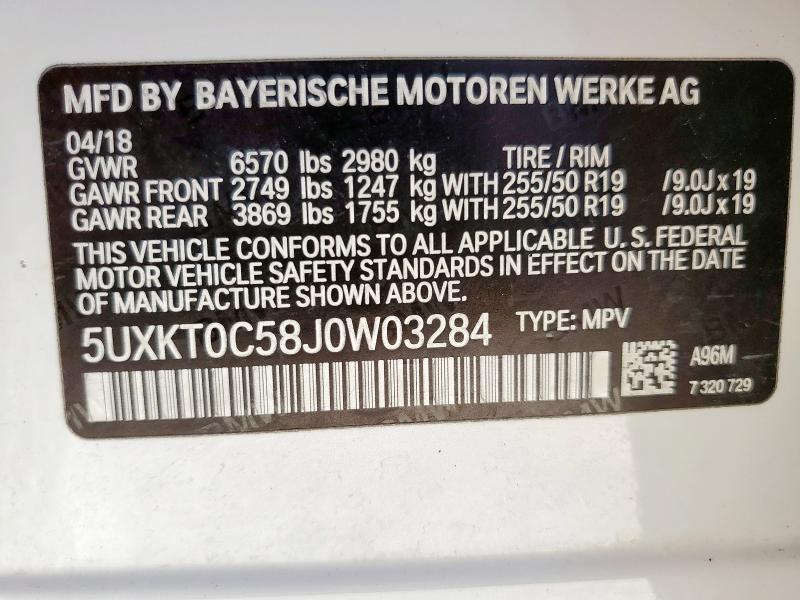 MFD BY BAYERISCHE MOTOREN WERKE AG
04/18
GVWR 6570 lbs 2980 kg TIRE / RIM
GAWR FRONT 2749 lbs 1247 kg WITH 255/50 R19 /9.0J x 19
GAWR REAR 3869 lbs 1755 kg WITH 255/50 R19 /9.0J x 19
THIS VEHICLE CONFORMS TO ALL APPLICABLE U. S. FEDERAL
MOTOR VEHICLE SAFETY STANDARDS IN EFFECT ON THE DATE
OF MANUFACTURE SHOWN ABOVE.
5UXKT0C58J0W03284 TYPE: MPV
A96M
7 320 729